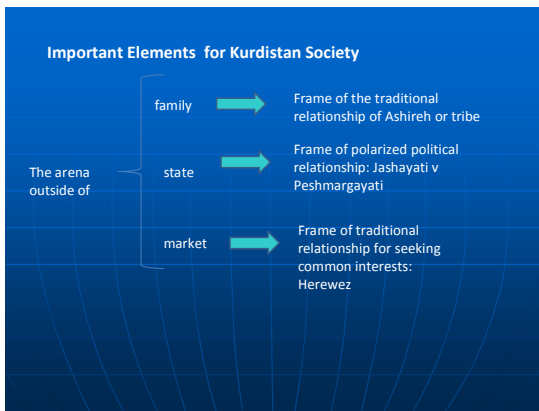 Important Elements for Kurdistan Society
The arena
outside of
family
Frame of the traditional
relationship of Ashireh or tribe
state
Frame of polarized political
relationship: Jashayati v
Peshmargayati
market
Frame of traditional
relationship for seeking
common interests:
Herewez